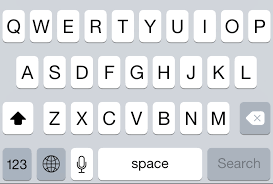 Q W E R T Y U I O P
A S D F G H J K L
Z X C V B N M
123 space Search